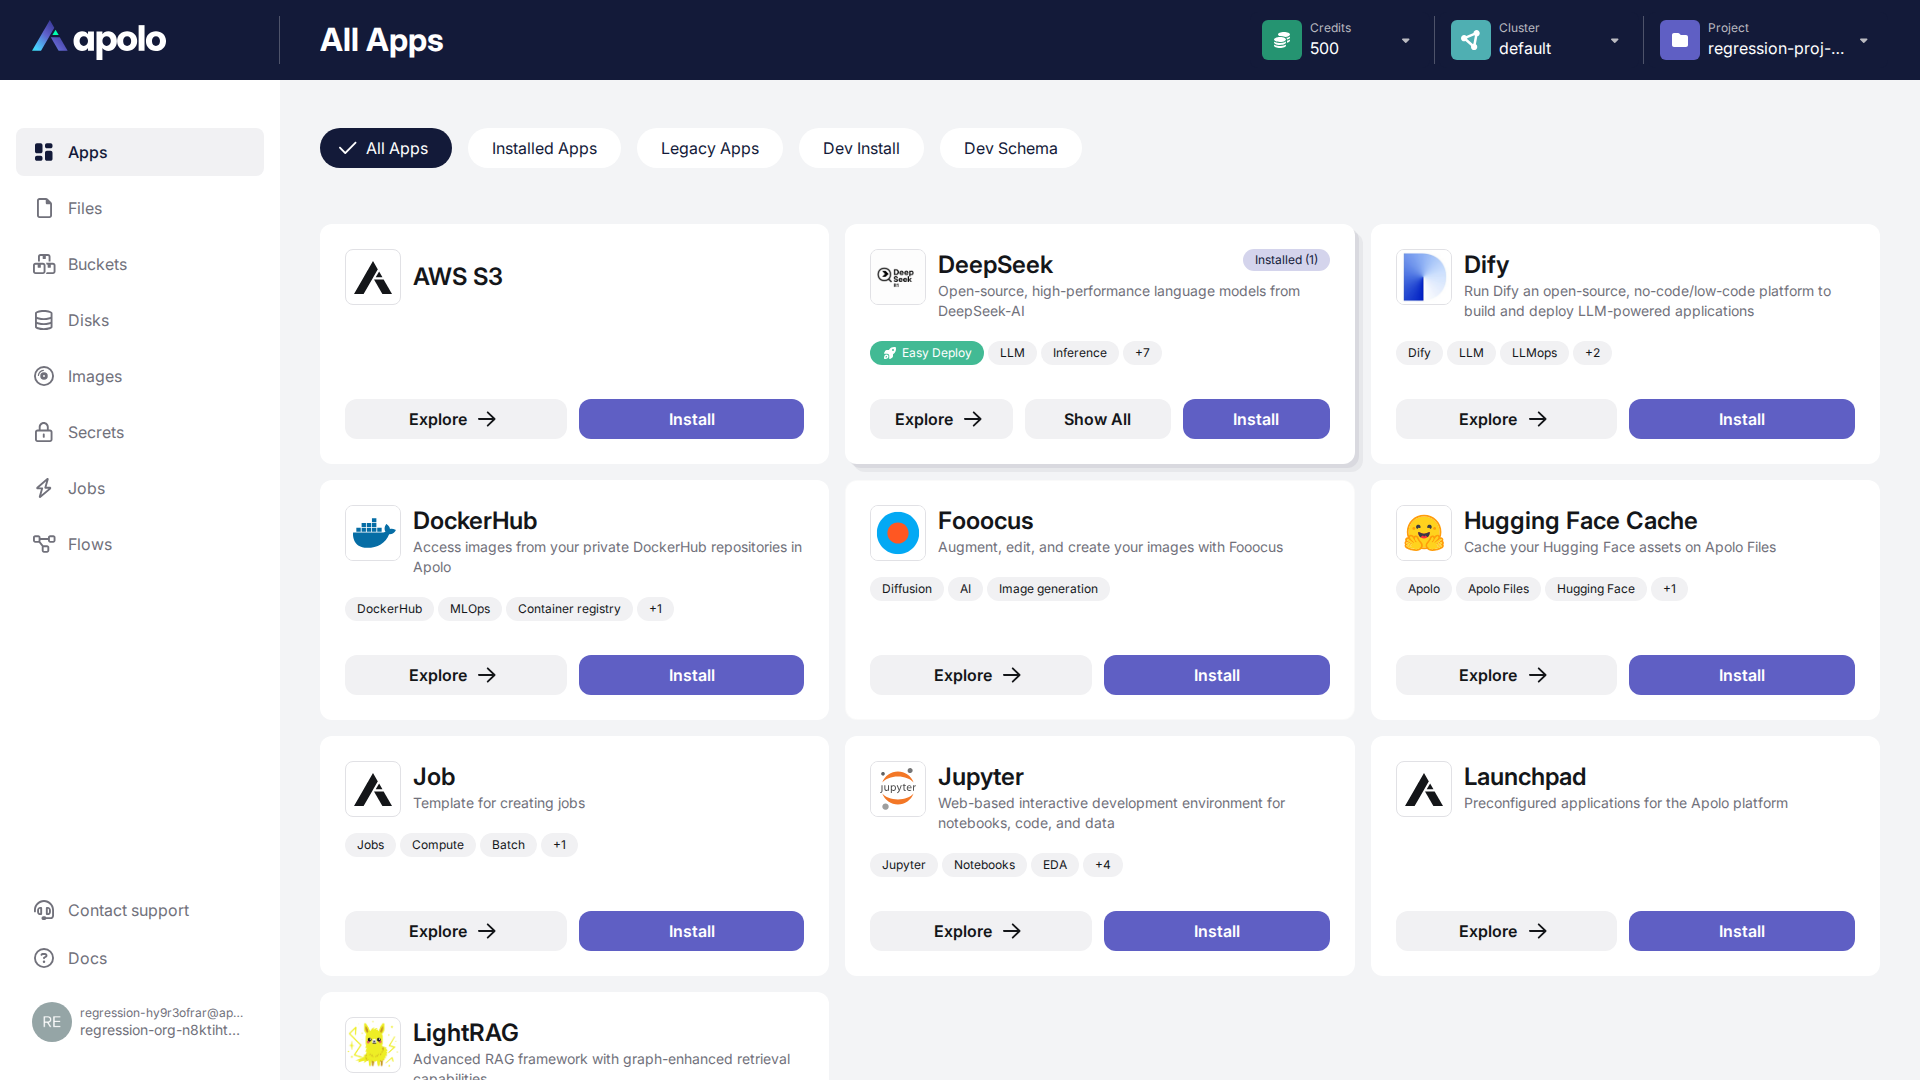 apolo
All Apps
Credits
500
Cluster
default
Project
regression-proj-...
Apps
Files
Buckets
Disks
Images
Secrets
Jobs
Flows
Contact support
Docs
RE
regression-hy9r3ofrar@ap...
regression-org-n8ktiht...
All Apps
Installed Apps
Legacy Apps
Dev Install
Dev Schema
AWS S3
Explore
Install
Deep
Seek
R1
DeepSeek
Installed (1)
Open-source, high-performance language models from
DeepSeek-AI
Easy Deploy
LLM
Inference
+7
Explore
Show All
Install
Dify
Run Dify an open-source, no-code/low-code platform to
build and deploy LLM-powered applications
Dify
LLM
LLMops
+2
Explore
Install
DockerHub
Access images from your private DockerHub repositories in
Apolo
DockerHub
MLOps
Container registry
+1
Explore
Install
Fooocus
Augment, edit, and create your images with Fooocus
Diffusion
AI
Image generation
Explore
Install
Hugging Face Cache
Cache your Hugging Face assets on Apolo Files
Apolo
Apolo Files
Hugging Face
+1
Explore
Install
Job
Template for creating jobs
Jobs
Compute
Batch
+1
Explore
Install
jupyter
Jupyter
Web-based interactive development environment for
notebooks, code, and data
Jupyter
Notebooks
EDA
+4
Explore
Install
Launchpad
Preconfigured applications for the Apolo platform
Explore
Install
LightRAG
Advanced RAG framework with graph-enhanced retrieval
capabilities